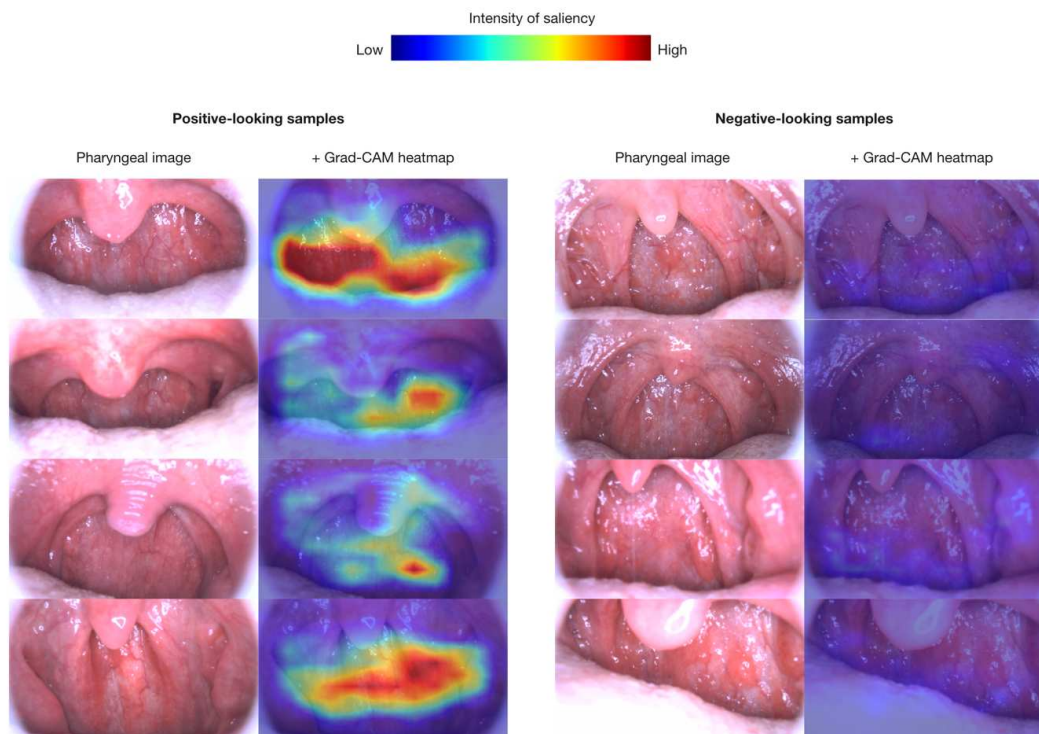 Intensity of saliency
Low High
Positive-looking samples Negative-looking samples
Pharyngeal image + Grad-CAM heatmap Pharyngeal image + Grad-CAM heatmap